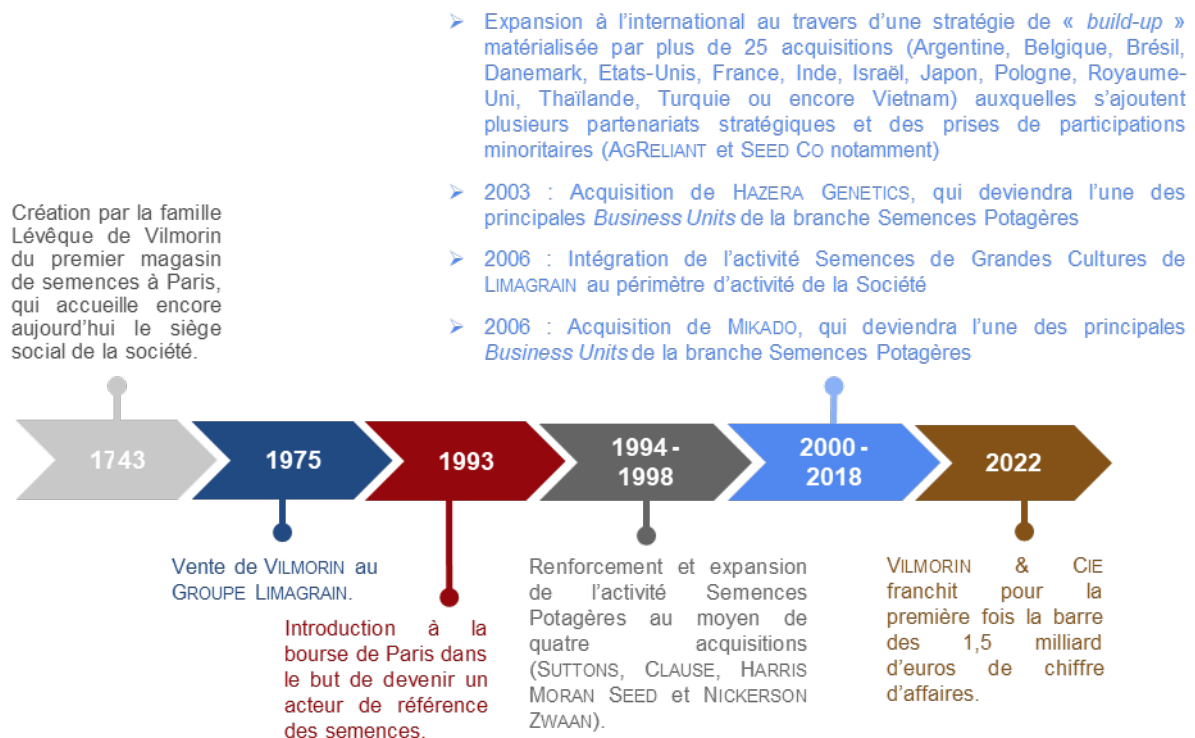 ➢ Expansion à l’international au travers d’une stratégie de « build-up »
matérialisée par plus de 25 acquisitions (Argentine, Belgique, Brésil,
Danemark, Etats-Unis, France, Inde, Israël, Japon, Pologne, Royaume-
Uni, Thaïlande, Turquie ou encore Vietnam) auxquelles s’ajoutent
plusieurs partenariats stratégiques et des prises de participations
minoritaires (AGRELIANT et SEED CO notamment)
➢ 2003 : Acquisition de HAZERA GENETICS, qui deviendra l’une des
principales Business Units de la branche Semences Potagères
➢ 2006 : Intégration de l’activité Semences de Grandes Cultures de
LIMAGRAIN au périmètre d’activité de la Société
➢ 2006 : Acquisition de MIKADO, qui deviendra l’une des principales
Business Units de la branche Semences Potagères
Création par la famille
Lévêque de Vilmorin
du premier magasin
de semences à Paris,
qui accueille encore
aujourd’hui le siège
social de la société.
1743
1975
1993
1994 -
1998
2000 -
2018
2022
Vente de VILMORIN au
GROUPE LIMAGRAIN.
Introduction à la
bourse de Paris dans
le but de devenir un
acteur de référence
des semences.
Renforcement et expansion
de l’activité Semences
Potagères au moyen de
quatre acquisitions
(SUTTONS, CLAUSE, HARRIS
MORAN SEED et NICKERSON
ZWAAN).
VILMORIN & CIE
franchit pour la
première fois la barre
des 1,5 milliard
d’euros de chiffre
d’affaires.